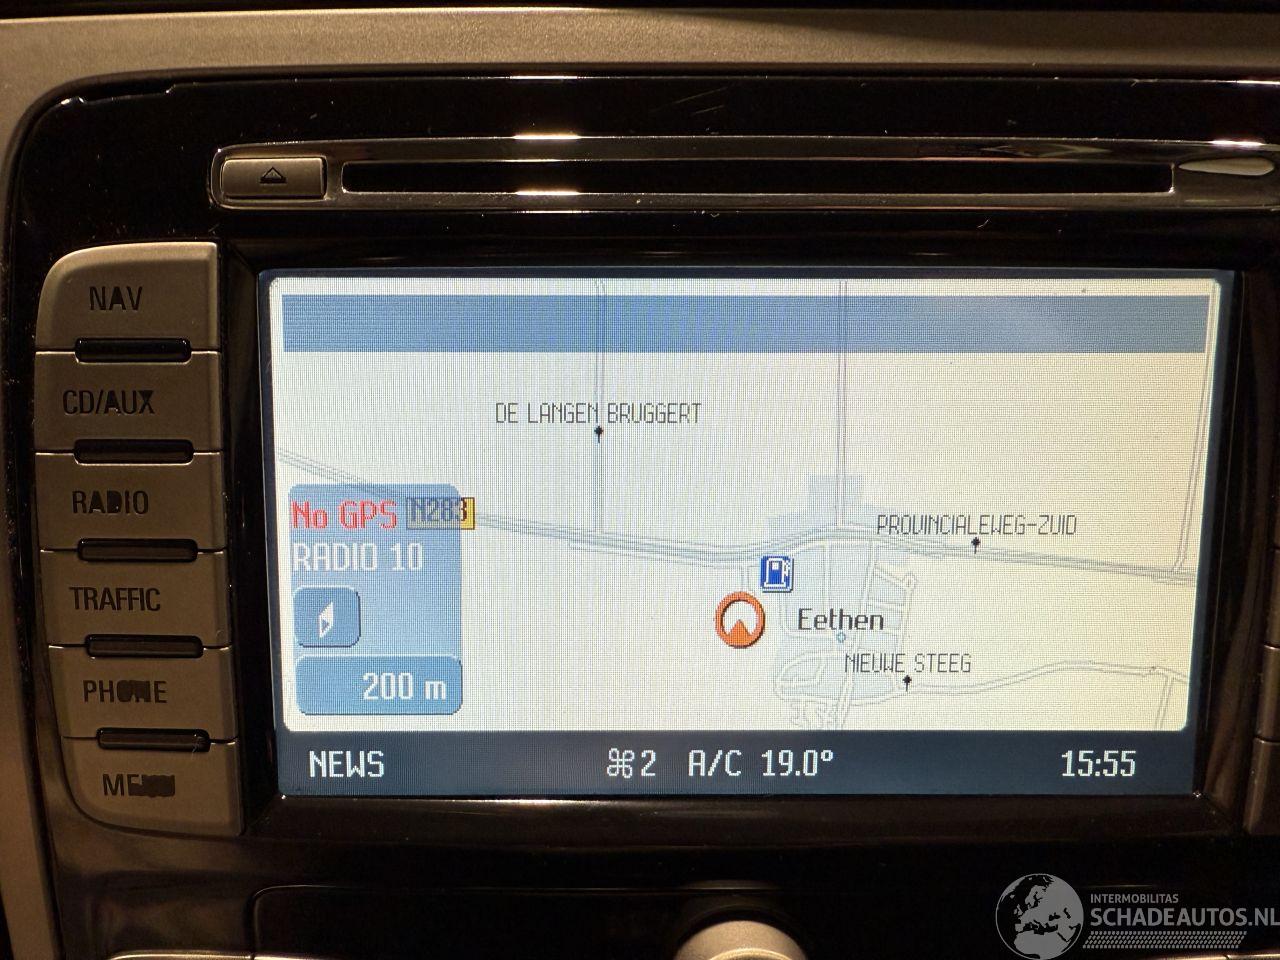 NAV
CD/AUX
RADIO
TRAFFIC
PHONE
MENU
DE LANGEN BRUGGERT
No GPS N283
RADIO 10
PROVINCIALEWEG-ZUID
Eethen
NIEUWE STEEG
200 m
NEWS ⌘2 A/C 19.0° 15:55
INTERMOBILITAS
SCHADEAUTOS.NL